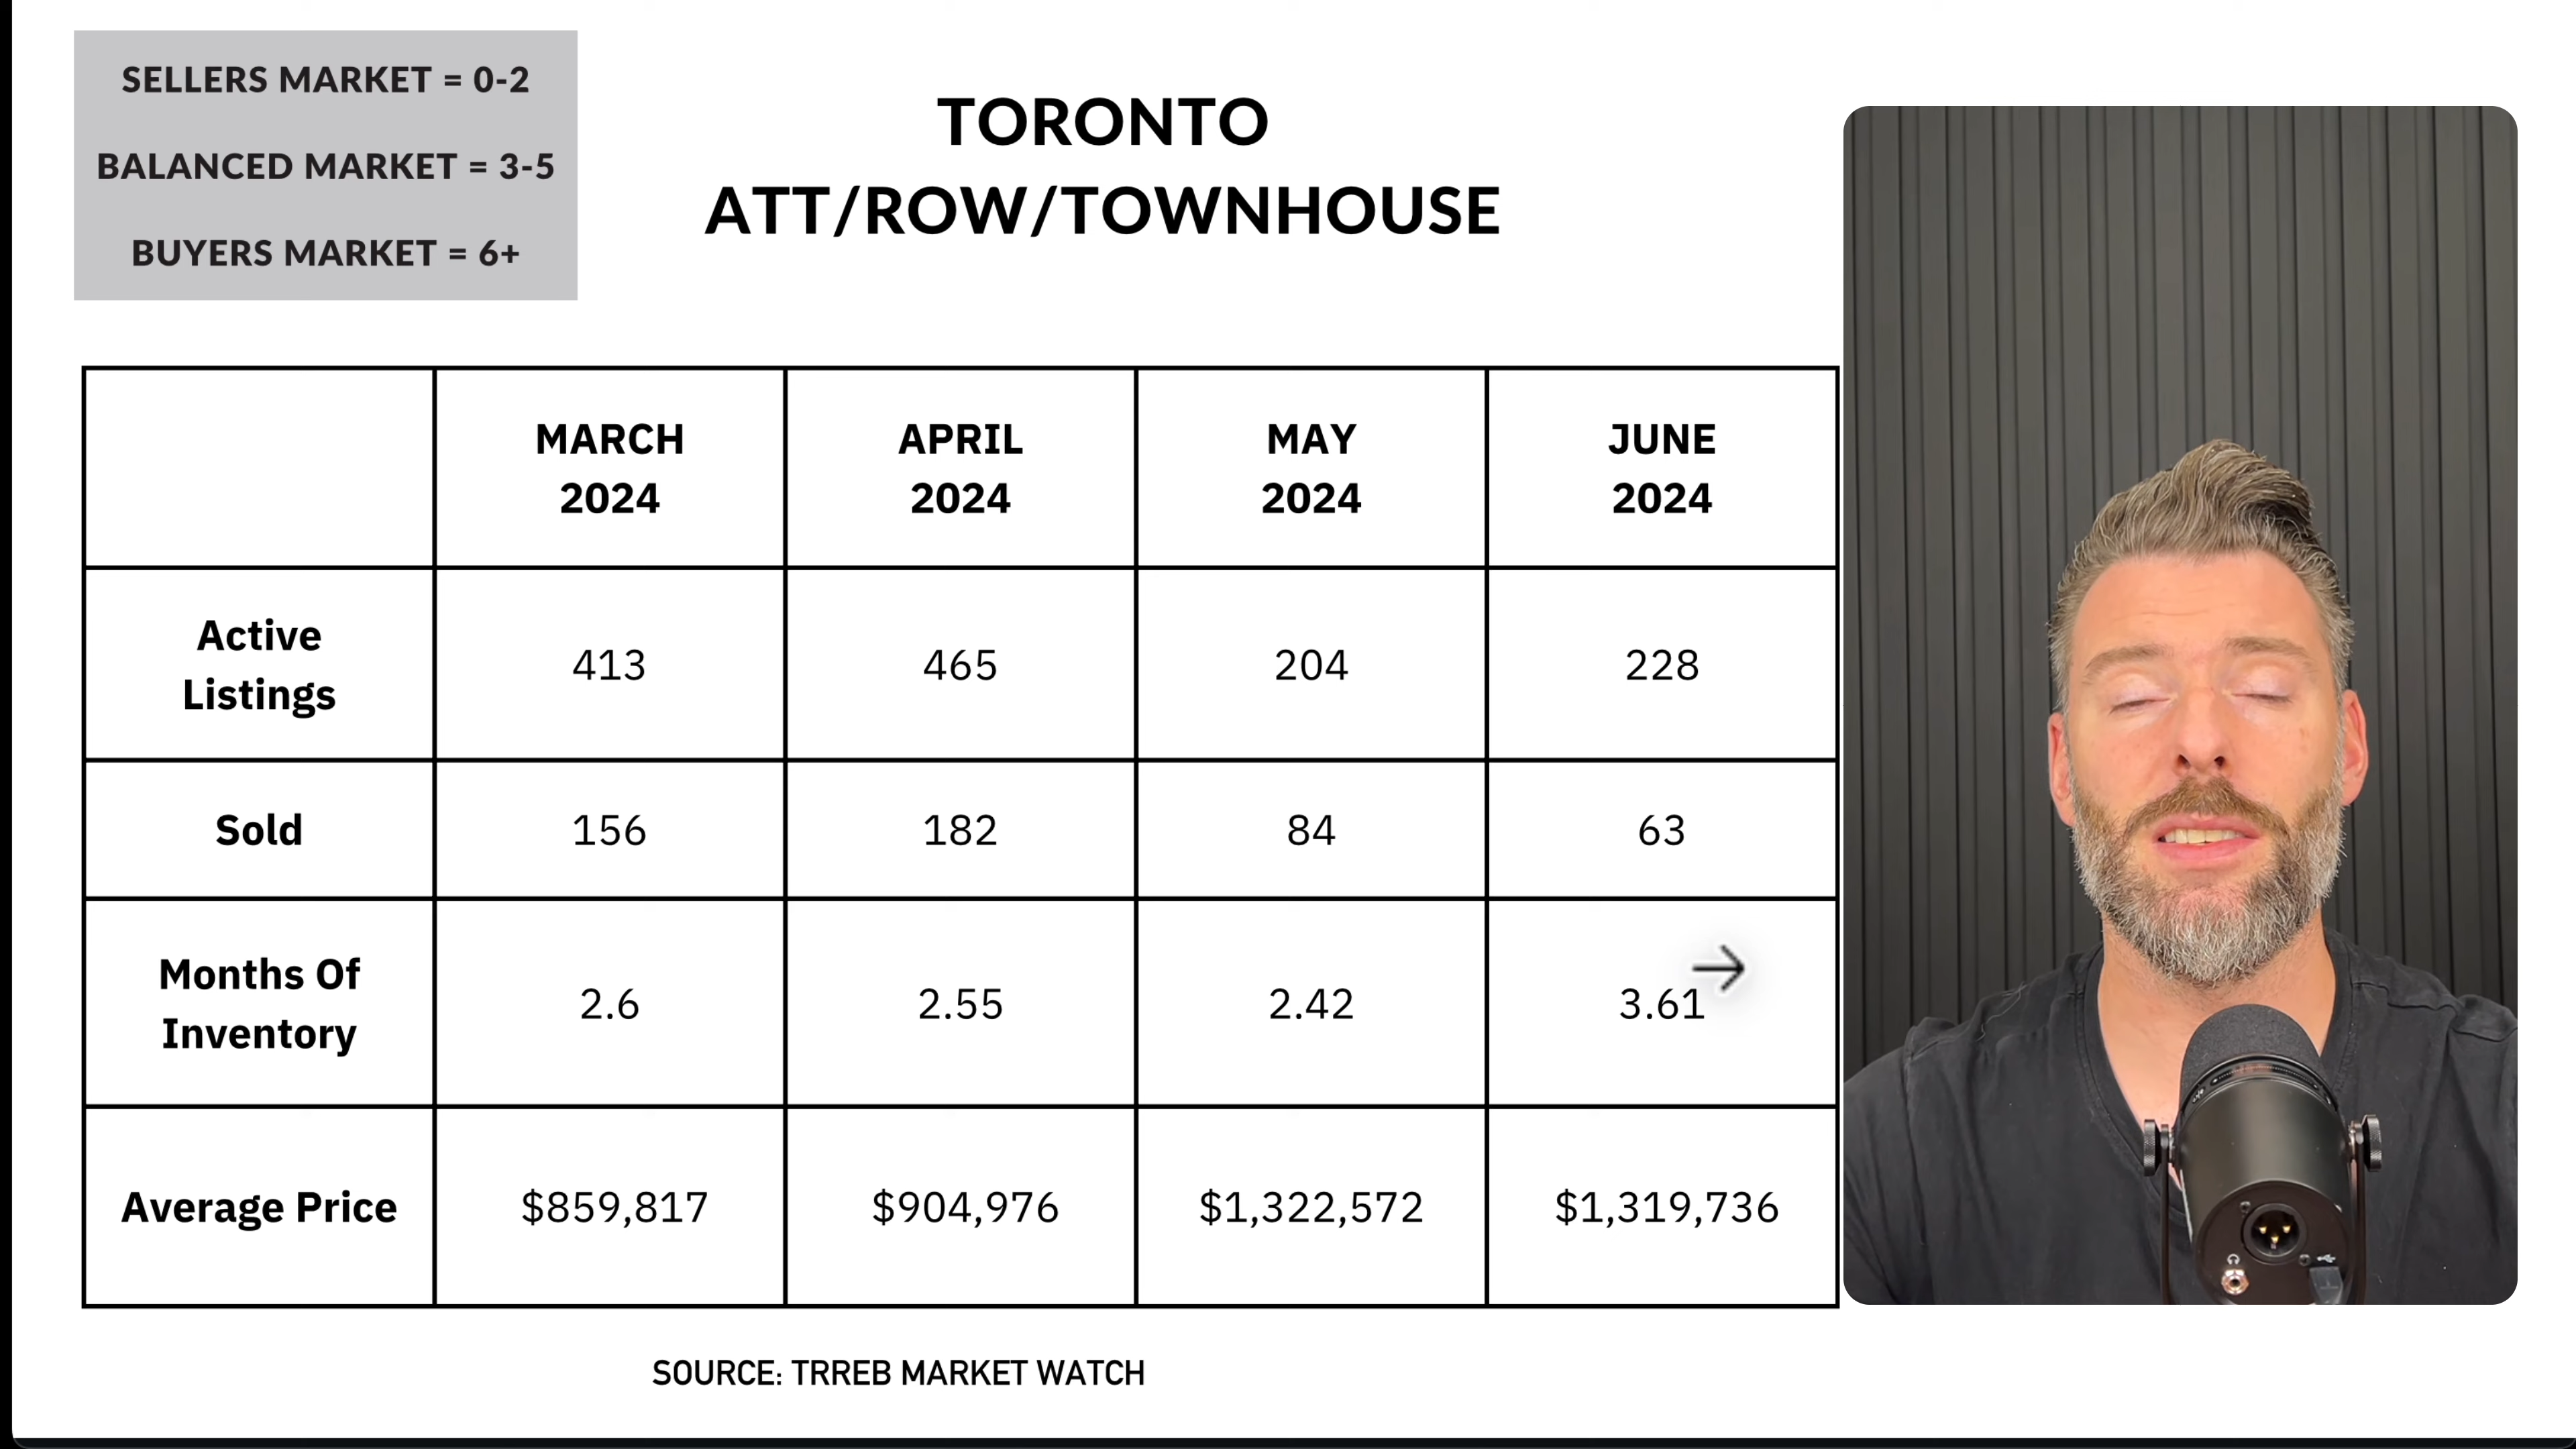 SELLERS MARKET = 0-2
BALANCED MARKET = 3-5
BUYERS MARKET = 6+
TORONTO
ATT/ROW/TOWNHOUSE
MARCH 2024 APRIL 2024 MAY 2024 JUNE 2024
Active Listings 413 465 204 228
Sold 156 182 84 63
Months Of Inventory 2.6 2.55 2.42 3.61
Average Price $859,817 $904,976 $1,322,572 $1,319,736
SOURCE: TRREB MARKET WATCH